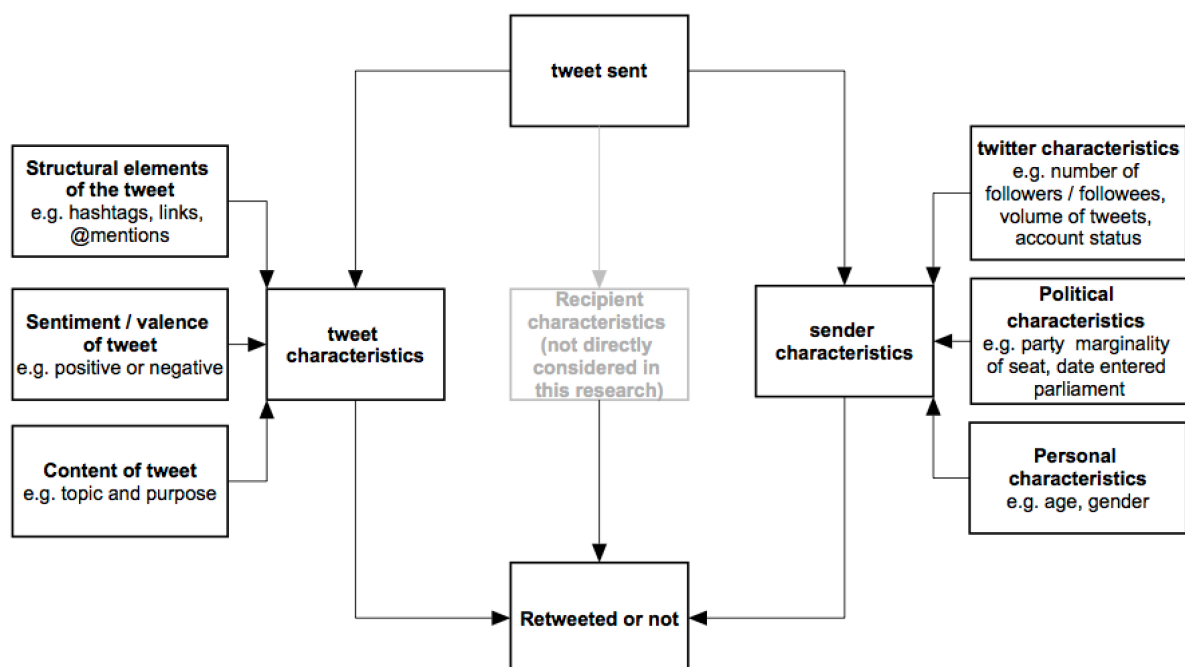 tweet sent
Structural elements
of the tweet
e.g. hashtags, links,
@mentions
Sentiment / valence
of tweet
e.g. positive or negative
Content of tweet
e.g. topic and purpose
tweet
characteristics
Recipient
characteristics
(not directly
considered in
this research)
sender
characteristics
twitter characteristics
e.g. number of
followers / followees,
volume of tweets,
account status
Political
characteristics
e.g. party marginality
of seat, date entered
parliament
Personal
characteristics
e.g. age, gender
Retweeted or not